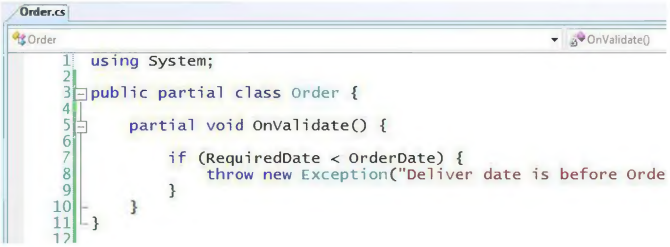 Order.cs
Order OnValidate()
1 using System;
2
3 public partial class Order {
4
5 partial void OnValidate() {
6
7 if (RequiredDate < OrderDate) {
8 throw new Exception("Deliver date is before Orde
9 }
10 }
11 }
12